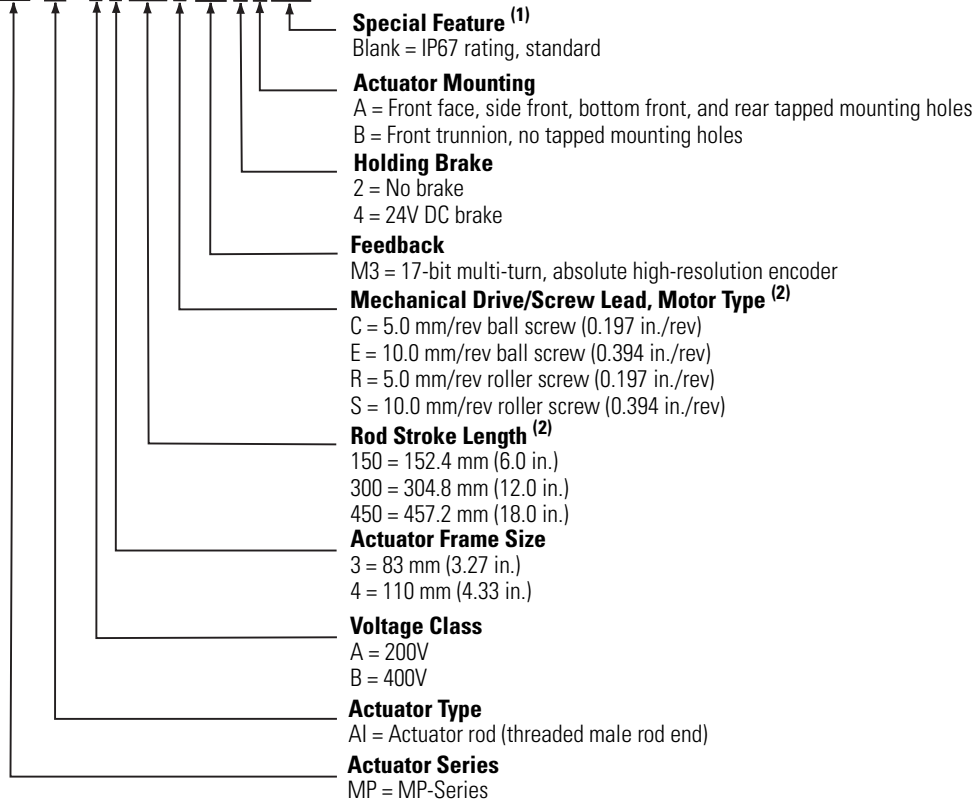 Special Feature (1)
Blank = IP67 rating, standard
Actuator Mounting
A = Front face, side front, bottom front, and rear tapped mounting holes
B = Front trunnion, no tapped mounting holes
Holding Brake
2 = No brake
4 = 24V DC brake
Feedback
M3 = 17-bit multi-turn, absolute high-resolution encoder
Mechanical Drive/Screw Lead, Motor Type (2)
C = 5.0 mm/rev ball screw (0.197 in./rev)
E = 10.0 mm/rev ball screw (0.394 in./rev)
R = 5.0 mm/rev roller screw (0.197 in./rev)
S = 10.0 mm/rev roller screw (0.394 in./rev)
Rod Stroke Length (2)
150 = 152.4 mm (6.0 in.)
300 = 304.8 mm (12.0 in.)
450 = 457.2 mm (18.0 in.)
Actuator Frame Size
3 = 83 mm (3.27 in.)
4 = 110 mm (4.33 in.)
Voltage Class
A = 200V
B = 400V
Actuator Type
AI = Actuator rod (threaded male rod end)
Actuator Series
MP = MP-Series